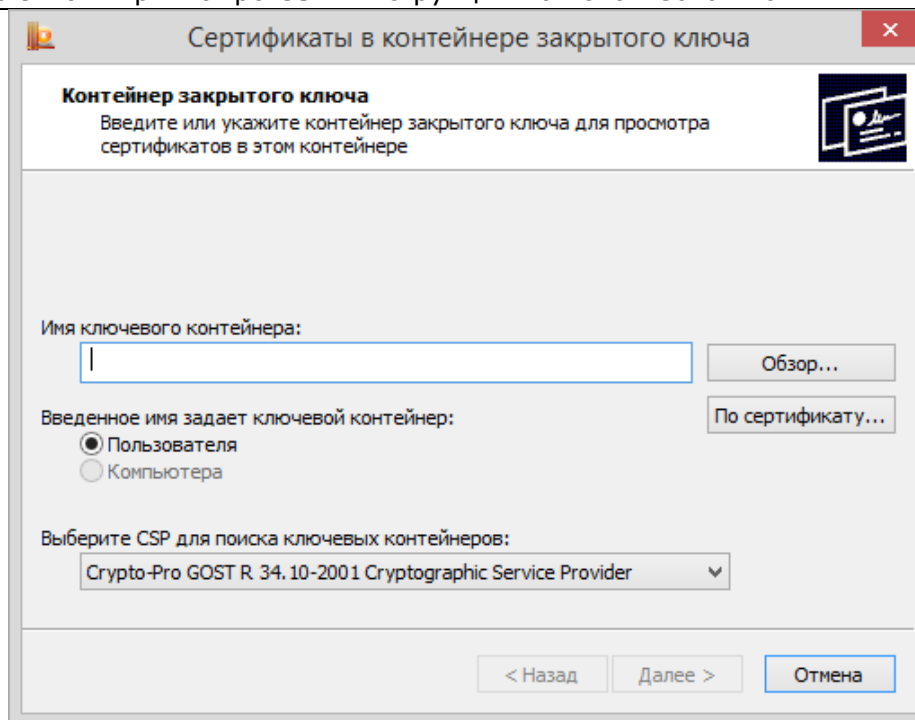 Сертификаты в контейнере закрытого ключа
Контейнер закрытого ключа
Введите или укажите контейнер закрытого ключа для просмотра
сертификатов в этом контейнере
Имя ключевого контейнера:
Обзор...
Введенное имя задает ключевой контейнер:
По сертификату...
Пользователя
Компьютера
Выберите CSP для поиска ключевых контейнеров:
Crypto-Pro GOST R 34.10-2001 Cryptographic Service Provider
< Назад
Далее >
Отмена